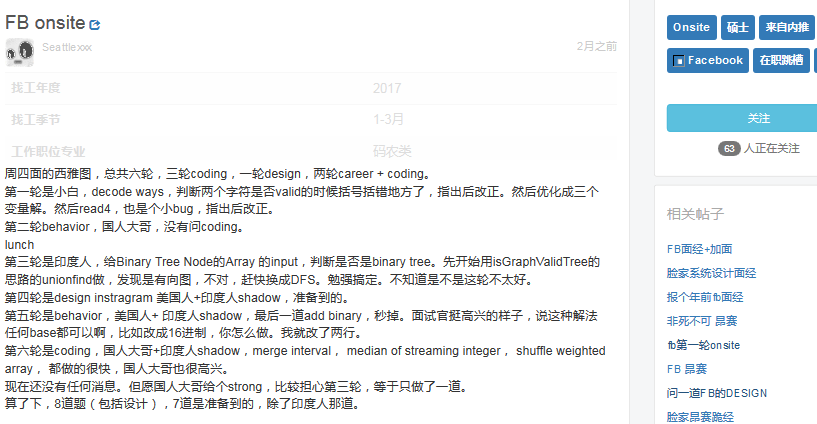 FB onsite
Seattlexxx
2月之前
找工年度 2017
找工季节 1-3月
工作职位专业 码农类
周四面的西雅图，总共六轮，三轮coding，一轮design，两轮career + coding。
第一轮是小白，decode ways，判断两个字符是否valid的时候括号括错地方了，指出后改正。然后优化成三个
变量解。然后read4，也是个小bug，指出后改正。
第二轮behavior，国人大哥，没有问coding。
lunch
第三轮是印度人，给Binary Tree Node的Array 的input，判断是否是binary tree。先开始用isGraphValidTree的
思路的unionfind做，发现是有向图，不对，赶快换成DFS。勉强搞定。不知道是不是这轮不太好。
第四轮是design instragram 美国人+印度人shadow，准备到的。
第五轮是behavior，美国人+ 印度人shadow，最后一道add binary，秒掉。面试官挺高兴的样子，说这种解法
任何base都可以啊，比如改成16进制，你怎么做。我就改了两行。
第六轮是coding，国人大哥+印度人shadow，merge interval， median of streaming integer， shuffle weighted
array， 都做的很快，国人大哥也很高兴。
现在还没有任何消息。但愿国人大哥给个strong，比较担心第三轮，等于只做了一道。
算了下，8道题（包括设计），7道是准备到的，除了印度人那道。
Onsite 硕士 来自内推
Facebook 在职跳槽
关注
63 人正在关注
相关帖子
FB面经+加面
脸家系统设计面经
报个年前fb面经
非死不可 昂赛
fb第一轮onsite
FB 昂赛
问一道FB的DESIGN
脸家昂赛跪经